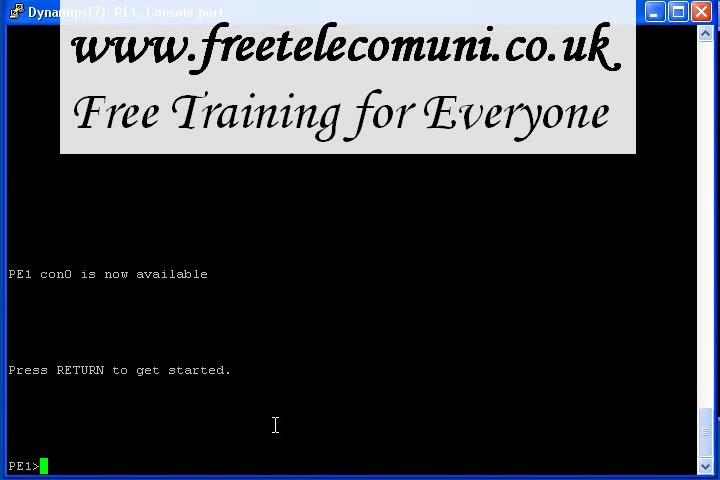 Dynamips(7): PE1, Console port
www.freetelecomuni.co.uk
Free Training for Everyone
PE1 con0 is now available
Press RETURN to get started.
PE1>